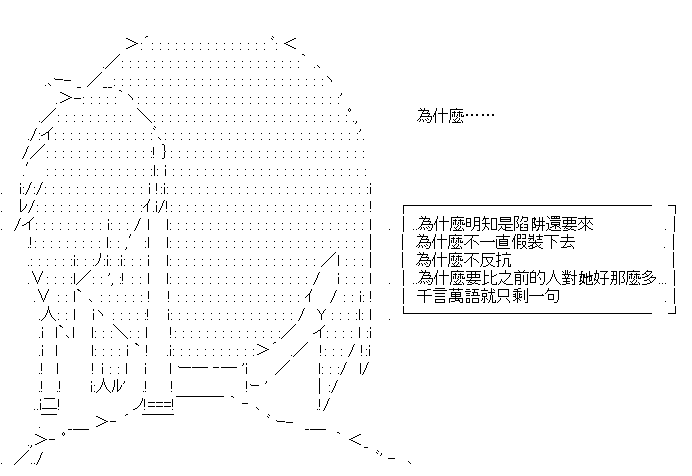 為什麼⋯⋯
為什麼明知是陷阱還要來
為什麼不一直假裝下去
為什麼不反抗
為什麼要比之前的人對她好那麼多...
千言萬語就只剩一句